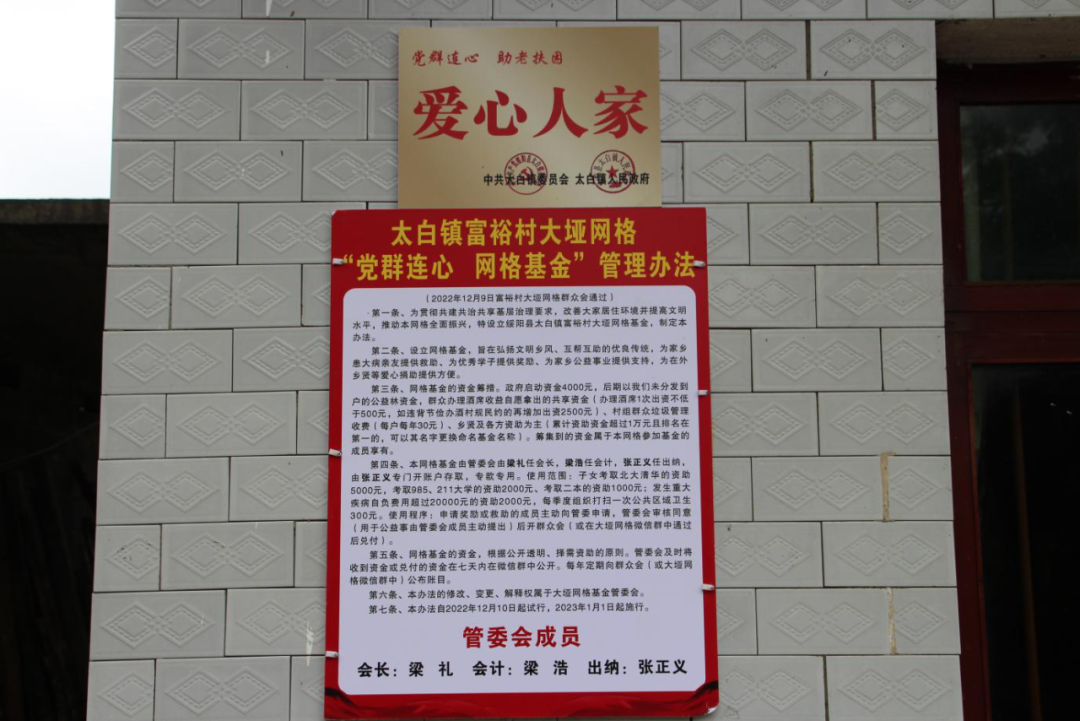 党群连心 助老扶困
爱心人家
中共太白镇委员会 太白镇人民政府
太白镇富裕村大垭网格
“党群连心 网格基金”管理办法
（2022年12月9日富裕村大垭网格群众会通过）
第一条、为贯彻共建共治共享基层治理要求，改善大家居住环境并提高文明
水平，推动本网格全面振兴，特设立绥阳县太白镇富裕村大垭网格基金，制定本
办法。
第二条、设立网格基金，旨在弘扬文明乡风、互帮互助的优良传统，为家乡
患大病亲友提供救助、为优秀学子提供奖励、为家乡公益事业提供支持，为在外
乡贤等爱心捐助提供方便。
第三条、网格基金的资金筹措。政府启动资金4000元，后期以我们未分发到
户的公益林资金，群众办理酒席收益自愿拿出的共享资金（办理酒席1次出资不低
于500元，如违背节俭办酒村规民约的再增加出资2500元）、村组群众垃圾管理
收费（每户每年30元）、乡贤及各方资助为主（累计资助资金超过1万元且排名在
第一的，可以其名字更换命名基金名称）。筹集到的资金属于本网格参加基金的
成员享有。
第四条、本网格基金由管委会由梁礼任会长，梁浩任会计，张正义任出纳，
由张正义专门开账户存取，专款专用。使用范围：子女考取北大清华的资助
5000元，考取985、211大学的资助2000元、考取二本的资助1000元；发生重大
疾病自负费用超过20000元的资助2000元，每季度组织打扫一次公共区域卫生
300元。使用程序：申请奖励或救助的成员主动向管委申请，管委会审核同意
（用于公益事由管委会成员主动提出）后开群众会（或在大垭网格微信群中通过
后兑付）。
第五条、网格基金的资金，根据公开透明、择需资助的原则。管委会及时将
收到资金或兑付的资金在七天内在微信群中公开。每年定期向群众会（或大垭网
格微信群中）公布账目。
第六条、本办法的修改、变更、解释权属于大垭网格基金管委会。
第七条、本办法自2022年12月10日起试行，2023年1月1日起施行。
管委会成员
会长：梁 礼 会计：梁 浩 出纳：张正义